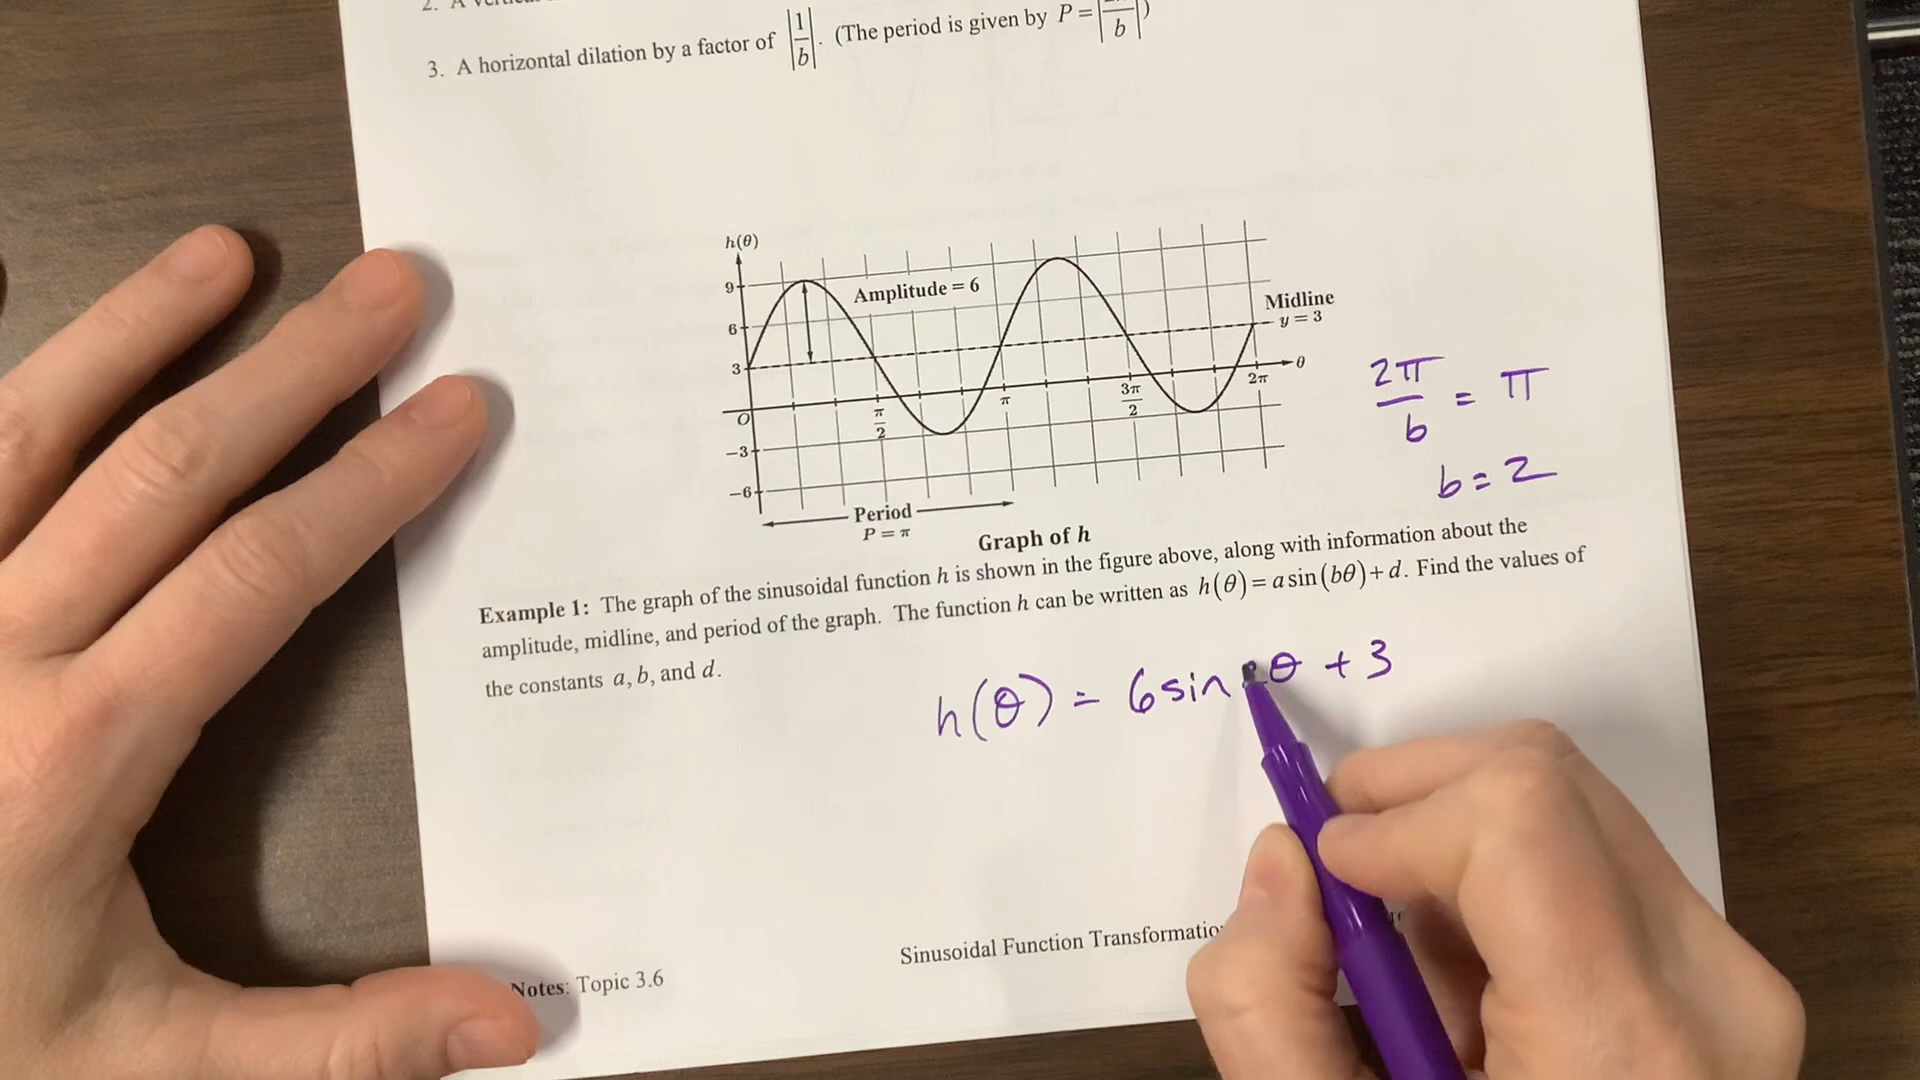 2. A
3. A horizontal dilation by a factor of |1/b|. (The period is given by P = | /b|)
h(θ)
9
Amplitude = 6
6
Midline
y = 3
3
θ
O
π/2
π
3π/2
2π
−3
−6
Period
P = π
Graph of h
2π/b = π
b = 2
Example 1: The graph of the sinusoidal function h is shown in the figure above, along with information about the
amplitude, midline, and period of the graph. The function h can be written as h(θ) = a sin(bθ) + d. Find the values of
the constants a, b, and d.
h(θ) = 6 sin θ + 3
Notes: Topic 3.6
Sinusoidal Function